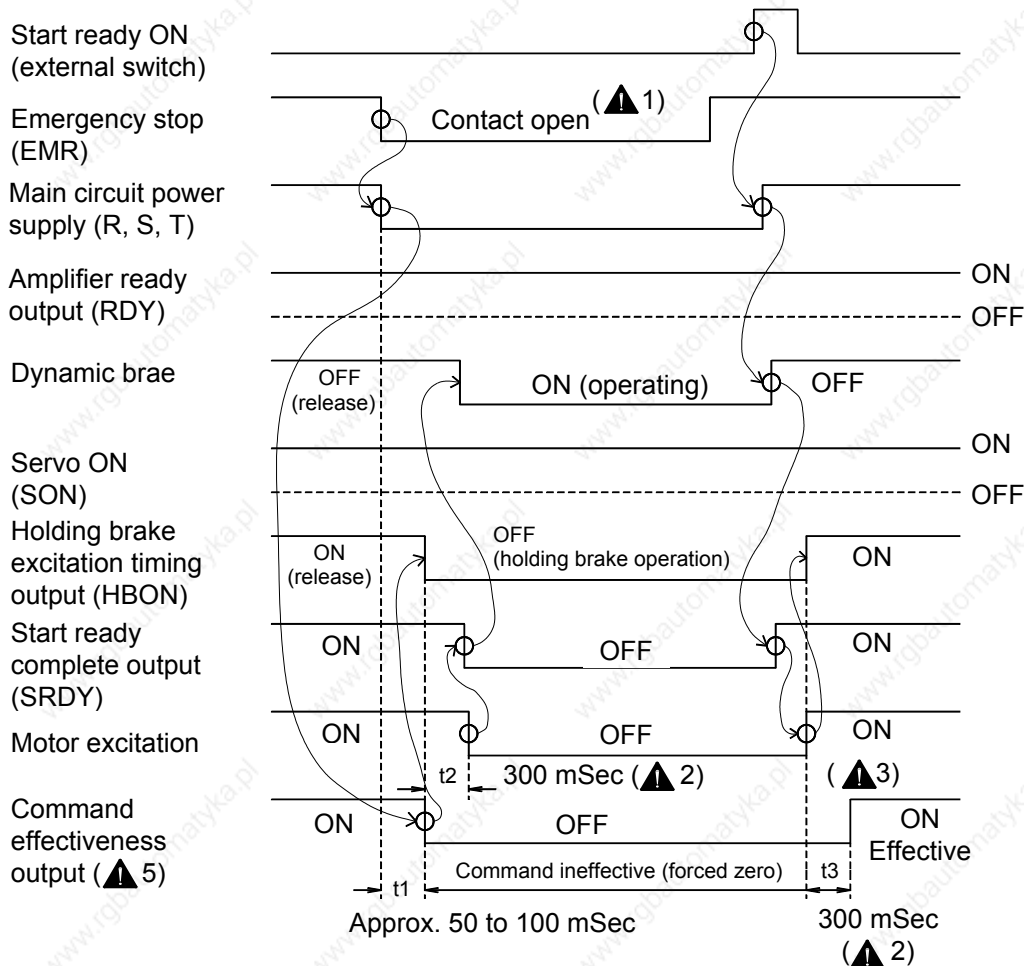 Start ready ON
(external switch)
Emergency stop
(EMR)
Contact open
(⚠ 1)
Main circuit power
supply (R, S, T)
Amplifier ready
output (RDY)
ON
OFF
Dynamic brae
OFF
(release)
ON (operating)
OFF
Servo ON
(SON)
ON
OFF
Holding brake
excitation timing
output (HBON)
ON
(release)
OFF
(holding brake operation)
ON
Start ready
complete output
(SRDY)
ON
OFF
ON
Motor excitation
ON
OFF
ON
t2
300 mSec (⚠ 2)
(⚠3)
Command
effectiveness
output (⚠ 5)
ON
OFF
ON
Effective
t1
Command ineffective (forced zero)
t3
Approx. 50 to 100 mSec
300 mSec
(⚠ 2)
www.rgbautomatyka.pl